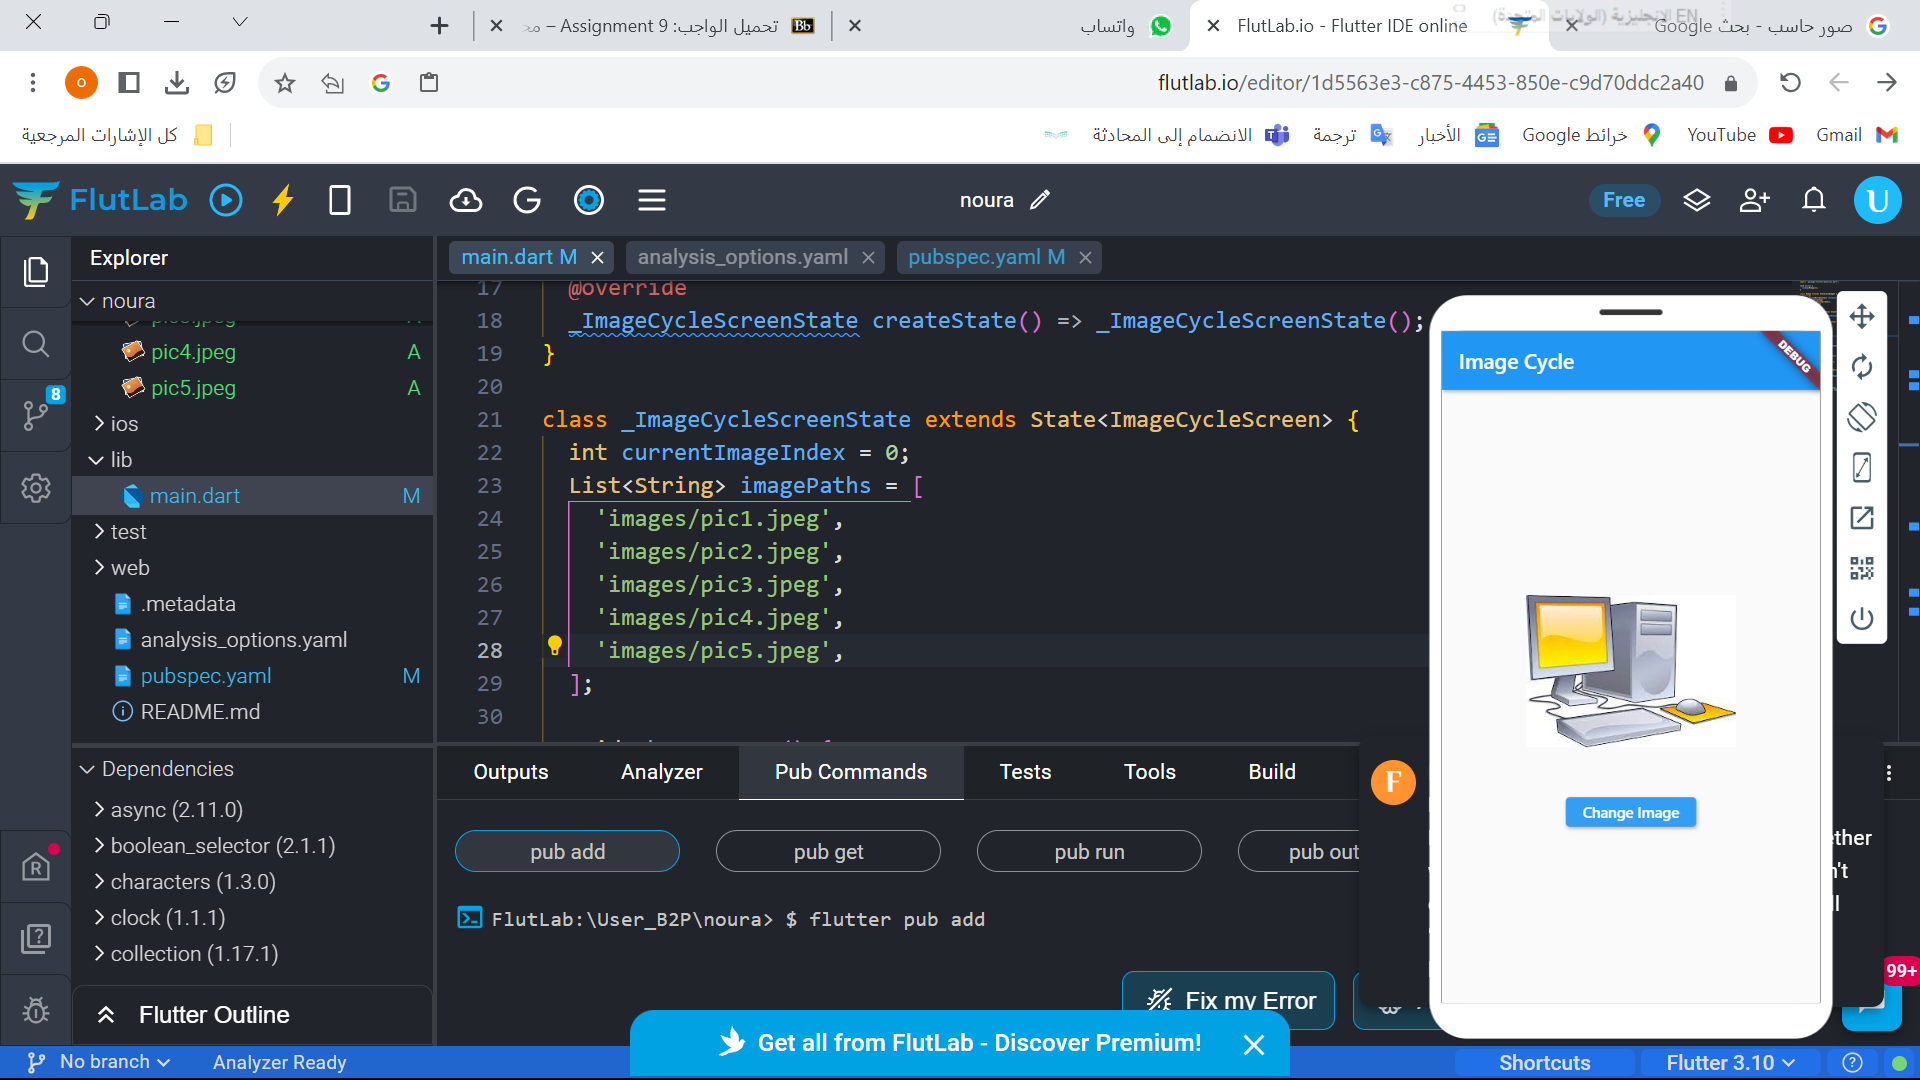 صور حاسب - بحث Google
FlutLab.io - Flutter IDE online
واتساب
تحميل الواجب: Assignment 9 –
flutlab.io/editor/1d5563e3-c875-4453-850e-c9d70ddc2a40
o
Gmail
YouTube
خرائط Google
الأخبار
ترجمة
الانضمام إلى المحادثة
كل الإشارات المرجعية
FlutLab
noura
Free
U
Explorer
main.dart M
analysis_options.yaml
pubspec.yaml M
noura
pic4.jpeg A
pic5.jpeg A
ios
lib
main.dart M
test
web
.metadata
analysis_options.yaml
pubspec.yaml M
README.md
8
17 @override
18 _ImageCycleScreenState createState() => _ImageCycleScreenState();
19 }
20
21 class _ImageCycleScreenState extends State<ImageCycleScreen> {
22 int currentImageIndex = 0;
23 List<String> imagePaths = [
24 'images/pic1.jpeg',
25 'images/pic2.jpeg',
26 'images/pic3.jpeg',
27 'images/pic4.jpeg',
28 'images/pic5.jpeg',
29 ];
30
Image Cycle
DEBUG
Change Image
Dependencies
async (2.11.0)
boolean_selector (2.1.1)
characters (1.3.0)
clock (1.1.1)
collection (1.17.1)
Flutter Outline
Outputs Analyzer Pub Commands Tests Tools Build
F
pub add pub get pub run pub out
FlutLab:\User_B2P\noura> $ flutter pub add
Fix my Error
99+
Get all from FlutLab - Discover Premium!
No branch
Analyzer Ready
Shortcuts
Flutter 3.10